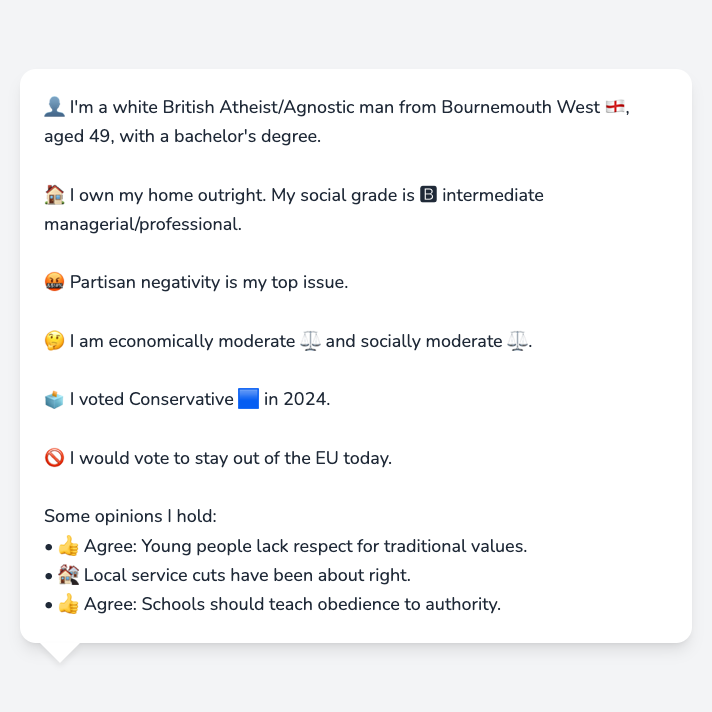 👤 I'm a white British Atheist/Agnostic man from Bournemouth West 🏴󠁧󠁢󠁥󠁮󠁧󠁿,
aged 49, with a bachelor's degree.
🏠 I own my home outright. My social grade is 🅱 intermediate
managerial/professional.
🤬 Partisan negativity is my top issue.
🤔 I am economically moderate ⚖️ and socially moderate ⚖️.
🗳️ I voted Conservative 🟦 in 2024.
🚫 I would vote to stay out of the EU today.
Some opinions I hold:
• 👍 Agree: Young people lack respect for traditional values.
• 🏚️ Local service cuts have been about right.
• 👍 Agree: Schools should teach obedience to authority.